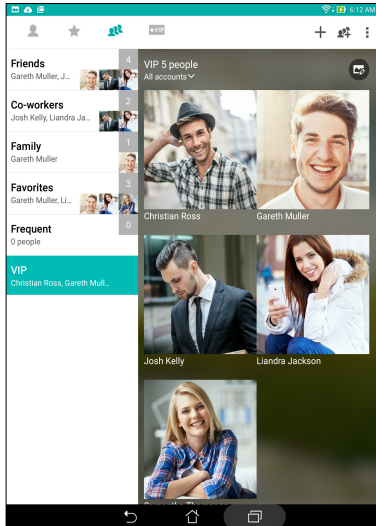 6:12 AM
VIP
Friends
4
Gareth Muller, J...
Co-workers
2
Josh Kelly, Liandra Ja...
Family
1
Gareth Muller
Favorites
3
Gareth Muller, Li...
Frequent
0
0 people
VIP
Christian Ross, Gareth Mull...
VIP 5 people
All accounts
Christian Ross
Gareth Muller
Josh Kelly
Liandra Jackson